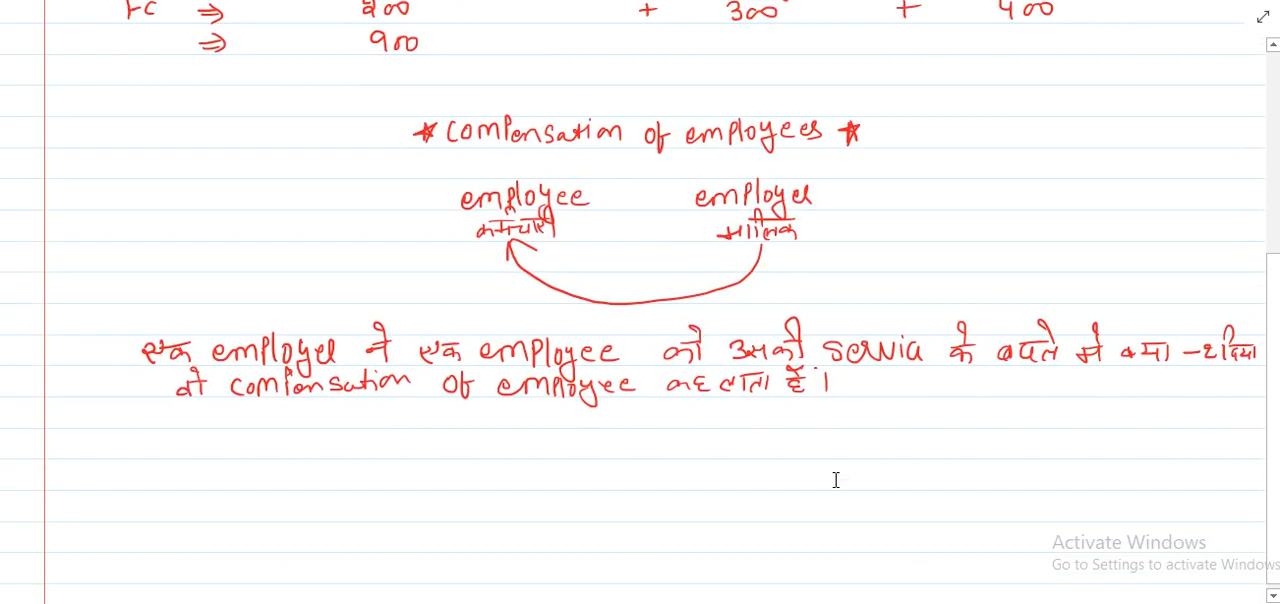 FC ⇒ 200 + 300 + 400
⇒ 900
★ Compensation of employees ★
employee employer
कर्मचारी मालिक
एक employer ने एक employee को उसकी service के बदले में क्या-2 दिया
वो compensation of employee कहलाता है।
Activate Windows
Go to Settings to activate Windows